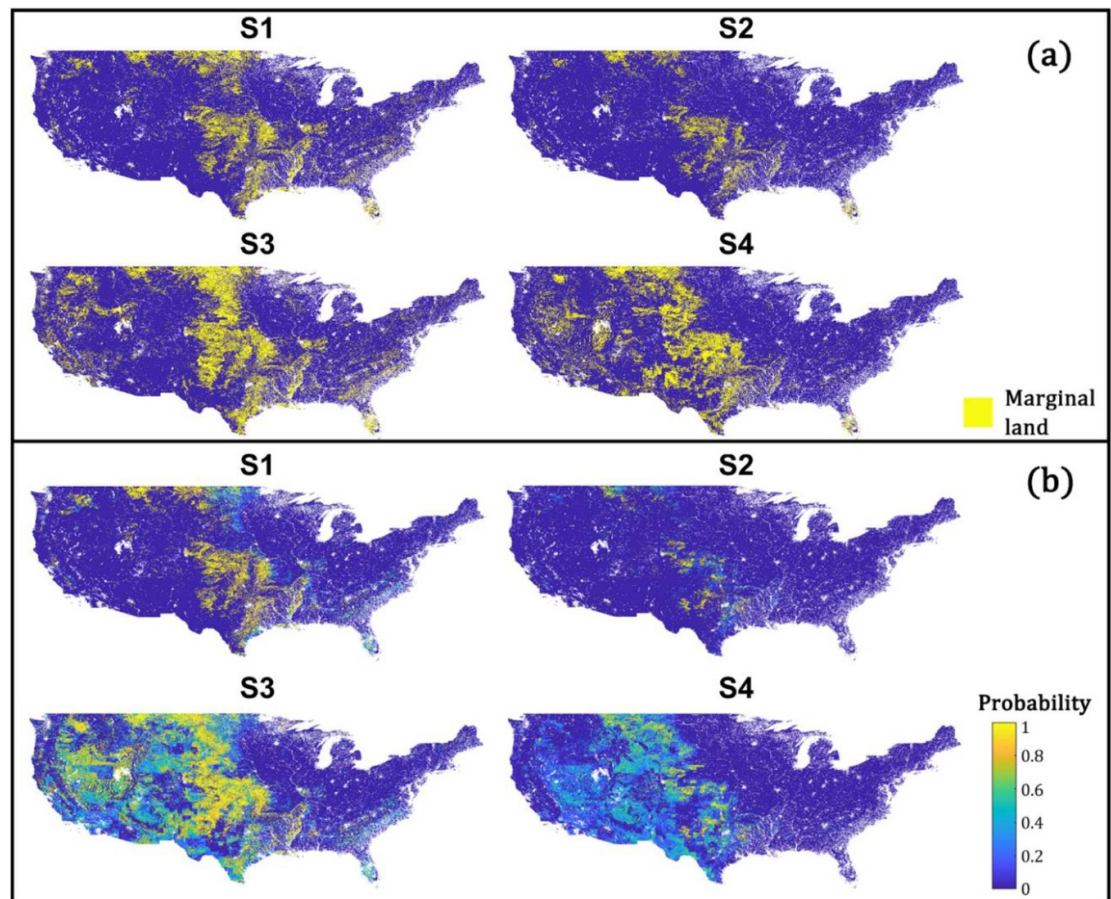 S1
S2
(a)
S3
S4
Marginal
land
S1
S2
(b)
S3
S4
Probability
1
0.8
0.6
0.4
0.2
0